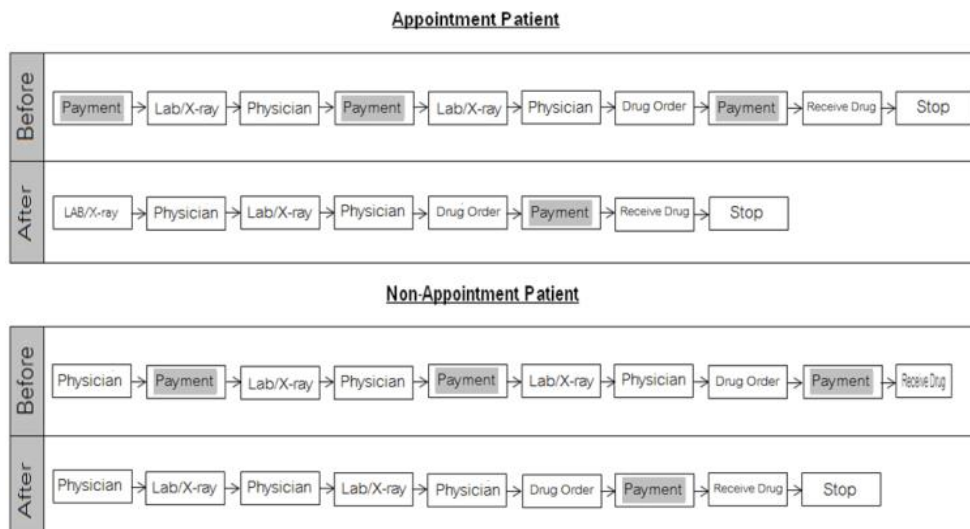 Appointment Patient
Before
Payment Lab/X-ray Physician Payment Lab/X-ray Physician Drug Order Payment Receive Drug Stop
After
LAB/X-ray Physician Lab/X-ray Physician Drug Order Payment Receive Drug Stop
Non-Appointment Patient
Before
Physician Payment Lab/X-ray Physician Payment Lab/X-ray Physician Drug Order Payment Receive Drug
After
Physician Lab/X-ray Physician Lab/X-ray Physician Drug Order Payment Receive Drug Stop